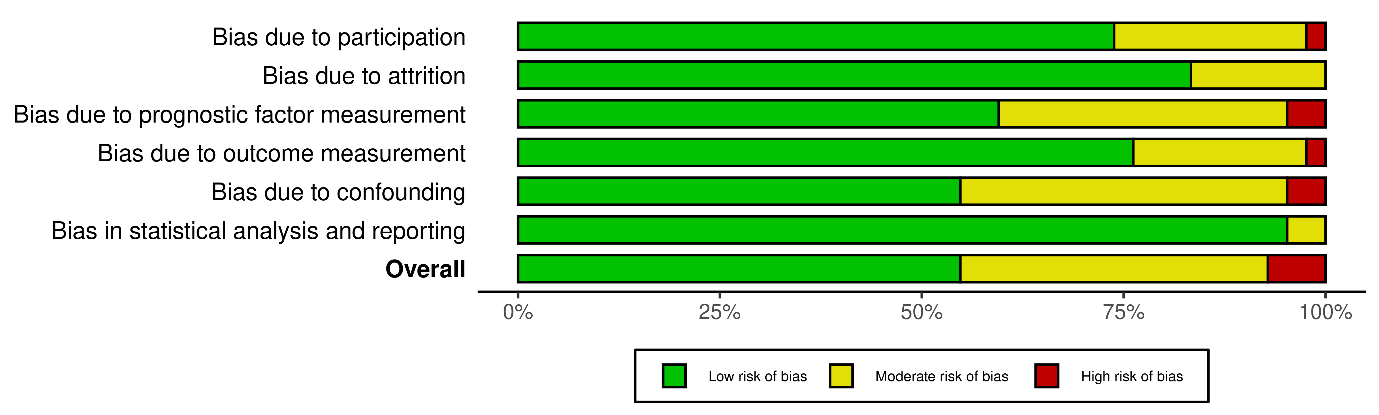 Bias due to participation
Bias due to attrition
Bias due to prognostic factor measurement
Bias due to outcome measurement
Bias due to confounding
Bias in statistical analysis and reporting
Overall
0% 25% 50% 75% 100%
Low risk of bias Moderate risk of bias High risk of bias